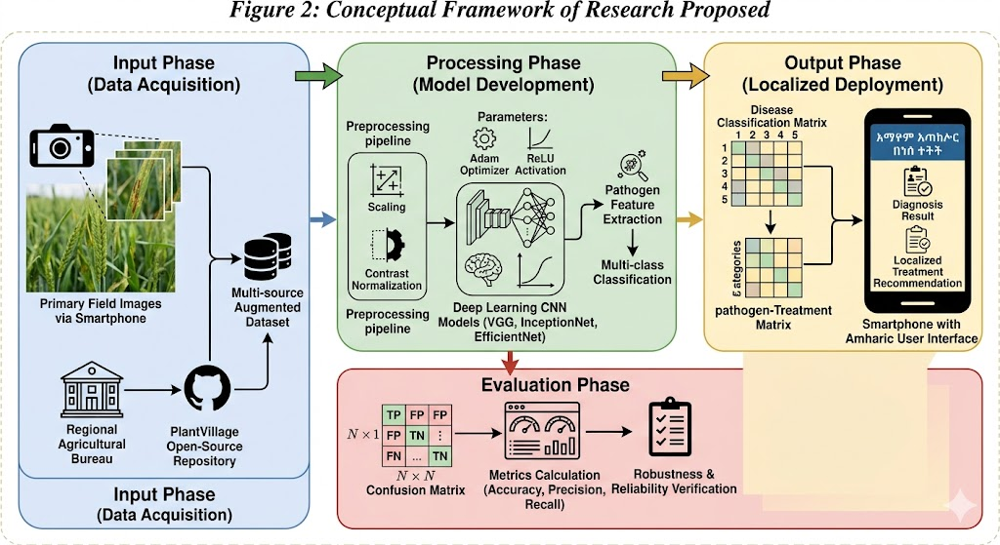 Figure 2: Conceptual Framework of Research Proposed
Input Phase
(Data Acquisition)
Primary Field Images
via Smartphone
Multi-source
Augmented
Dataset
Regional
Agricultural
Bureau
PlantVillage
Open-Source
Repository
Input Phase
(Data Acquisition)
Processing Phase
(Model Development)
Preprocessing
pipeline
Scaling
Contrast
Normalization
Preprocessing
pipeline
Parameters:
Adam
Optimizer
ReLU
Activation
Deep Learning CNN
Models (VGG, InceptionNet,
EfficientNet)
Pathogen
Feature
Extraction
Multi-class
Classification
Output Phase
(Localized Deployment)
Disease
Classification Matrix
1 2 3 4 5
1
2
3
4
5
ategories
pathogen-Treatment
Matrix
አማየም አጠከሥር
በነሰ ተትች
Diagnosis
Result
Localized
Treatment
Recommendation
Smartphone with
Amharic User Interface
Evaluation Phase
N × 1
TP FP FP
FP TN ⋮
FN ... TN
N × N
Confusion Matrix
Metrics Calculation
(Accuracy, Precision,
Recall)
Robustness &
Reliability Verification